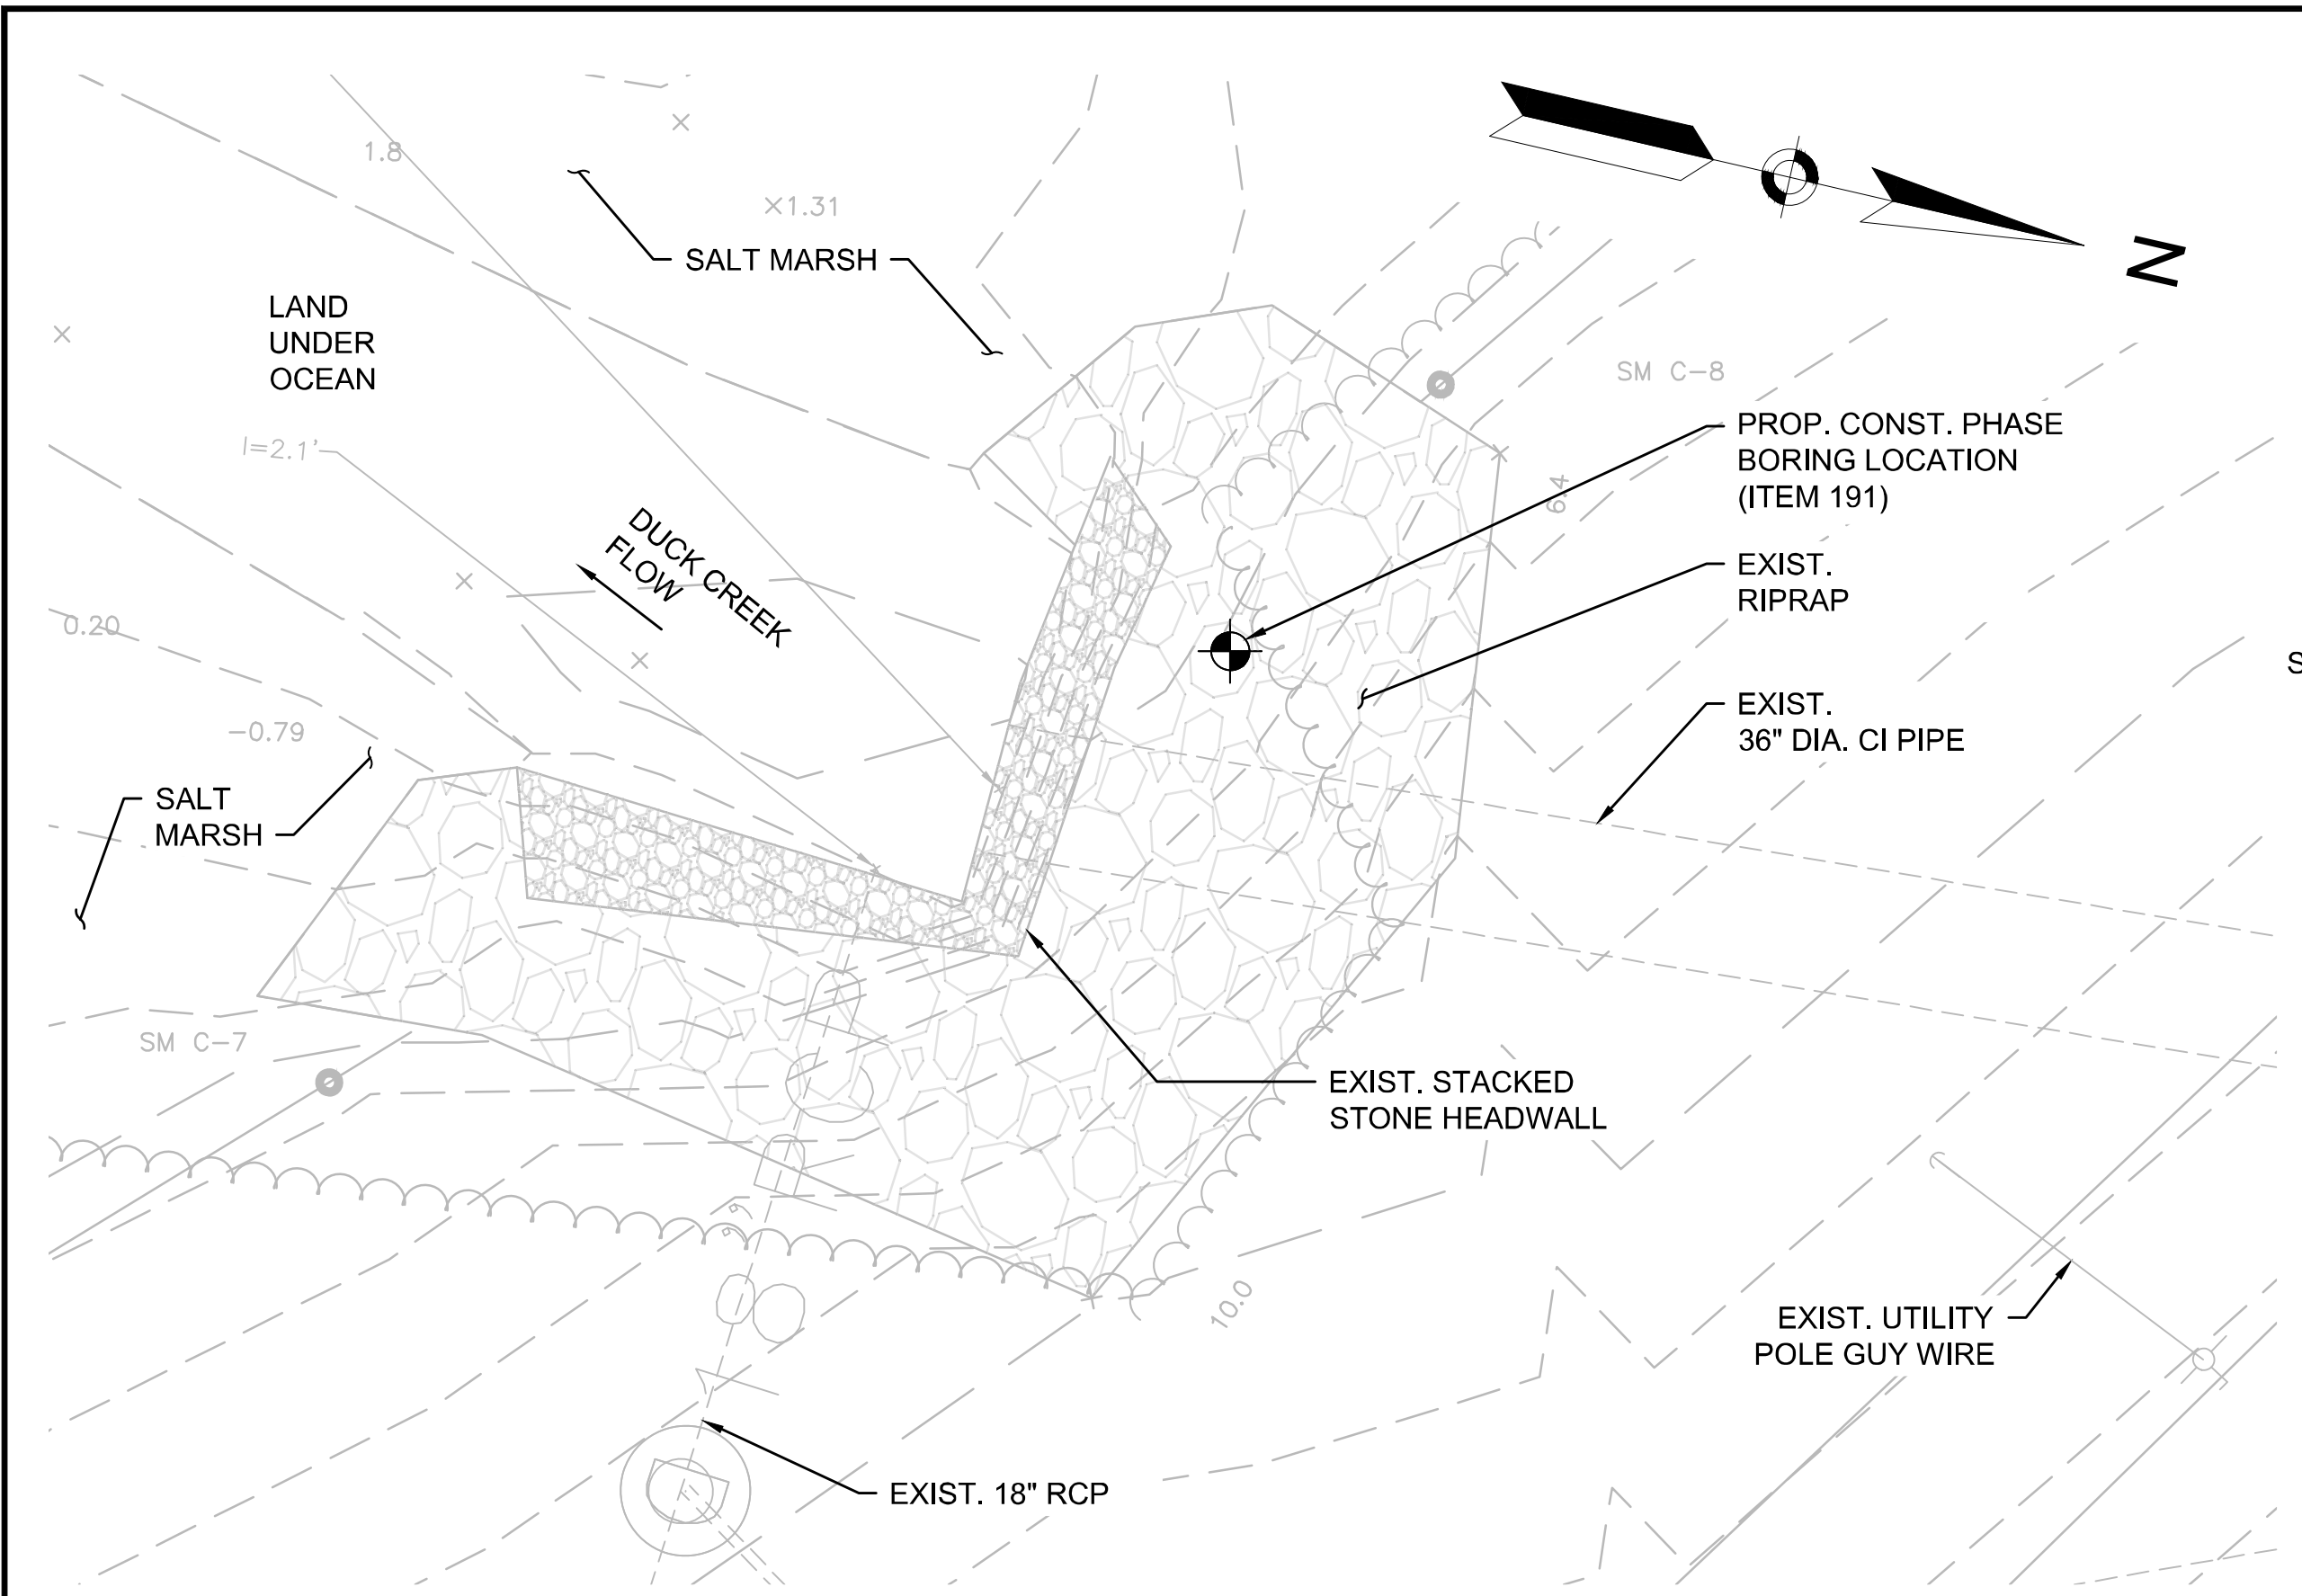 1.8
×1.31
SALT MARSH
N
LAND
UNDER
OCEAN
SM C-8
PROP. CONST. PHASE
BORING LOCATION
(ITEM 191)
I=2.1'
6.4
DUCK CREEK
FLOW
EXIST.
RIPRAP
0.20
S
-0.79
EXIST.
36" DIA. CI PIPE
SALT
MARSH
SM C-7
EXIST. STACKED
STONE HEADWALL
10.0
EXIST. UTILITY
POLE GUY WIRE
EXIST. 18" RCP